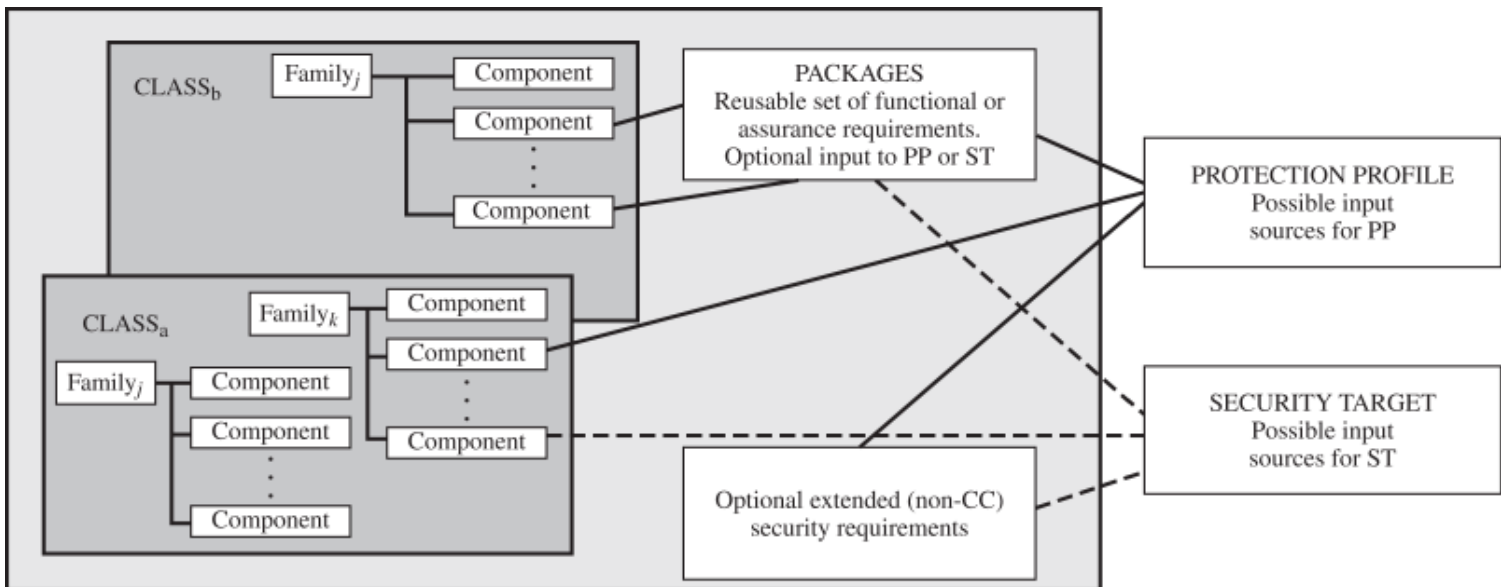 CLASS_b
Family_j
Component
Component
Component
CLASS_a
Family_k
Component
Component
Component
Family_j
Component
Component
Component
PACKAGES
Reusable set of functional or
assurance requirements.
Optional input to PP or ST
Optional extended (non-CC)
security requirements
PROTECTION PROFILE
Possible input
sources for PP
SECURITY TARGET
Possible input
sources for ST